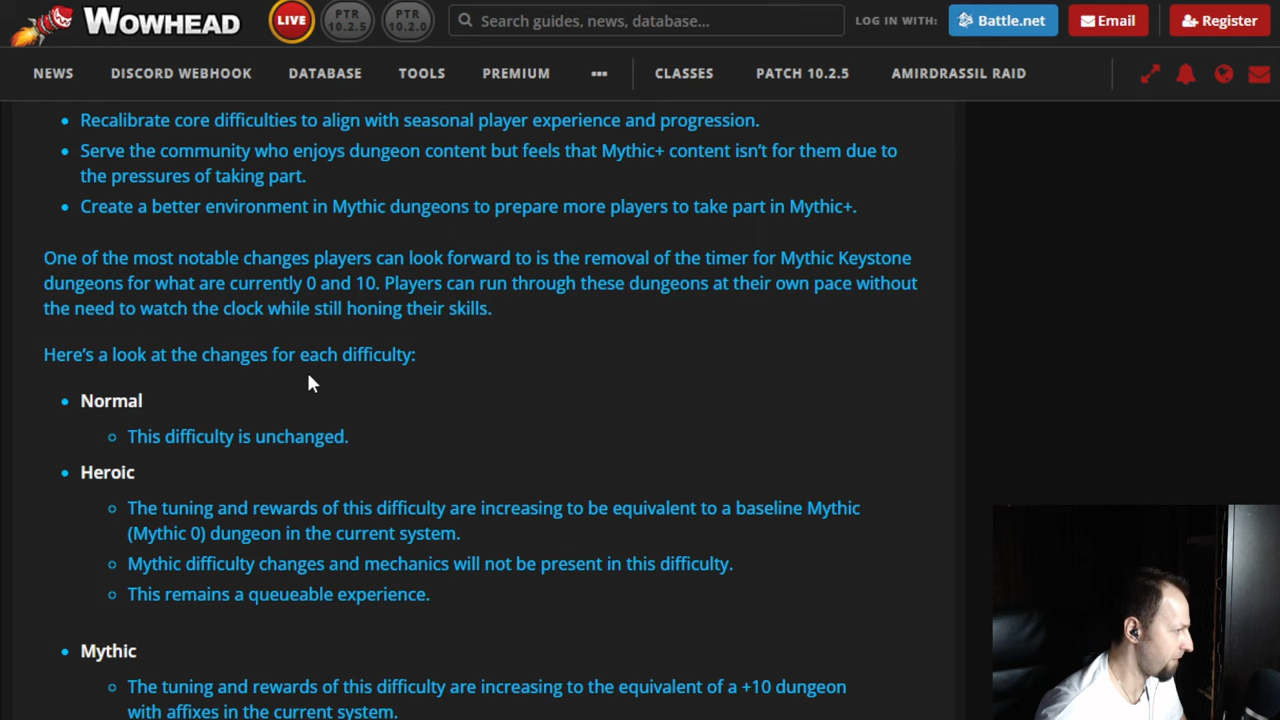 WOWHEAD
LIVE
PTR
10.2.5
PTR
10.2.0
Search guides, news, database...
LOG IN WITH:
Battle.net
Email
Register
NEWS
DISCORD WEBHOOK
DATABASE
TOOLS
PREMIUM
•••
CLASSES
PATCH 10.2.5
AMIRDRASSIL RAID
• Recalibrate core difficulties to align with seasonal player experience and progression.
• Serve the community who enjoys dungeon content but feels that Mythic+ content isn't for them due to
the pressures of taking part.
• Create a better environment in Mythic dungeons to prepare more players to take part in Mythic+.
One of the most notable changes players can look forward to is the removal of the timer for Mythic Keystone
dungeons for what are currently 0 and 10. Players can run through these dungeons at their own pace without
the need to watch the clock while still honing their skills.
Here's a look at the changes for each difficulty:
• Normal
◦ This difficulty is unchanged.
• Heroic
◦ The tuning and rewards of this difficulty are increasing to be equivalent to a baseline Mythic
(Mythic 0) dungeon in the current system.
◦ Mythic difficulty changes and mechanics will not be present in this difficulty.
◦ This remains a queueable experience.
• Mythic
◦ The tuning and rewards of this difficulty are increasing to the equivalent of a +10 dungeon
with affixes in the current system.